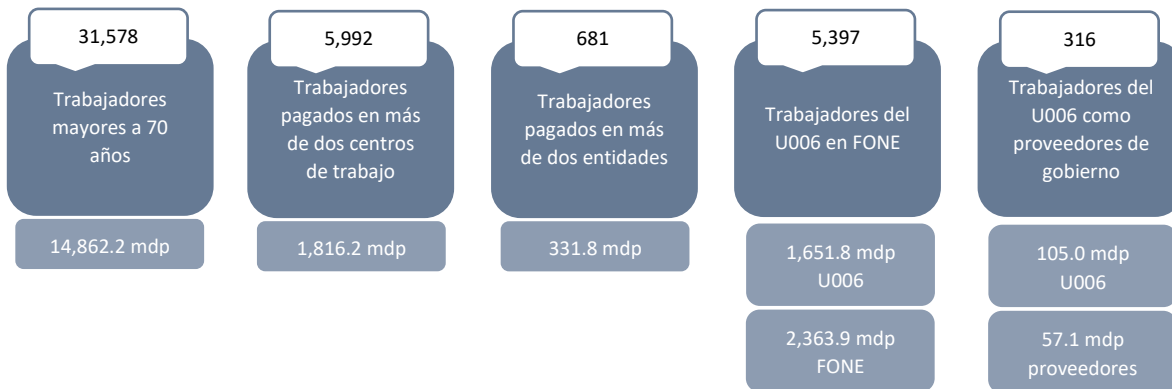 31,578
Trabajadores
mayores a 70
años
14,862.2 mdp
5,992
Trabajadores
pagados en más
de dos centros
de trabajo
1,816.2 mdp
681
Trabajadores
pagados en más
de dos entidades
331.8 mdp
5,397
Trabajadores del
U006 en FONE
1,651.8 mdp
U006
2,363.9 mdp
FONE
316
Trabajadores del
U006 como
proveedores de
gobierno
105.0 mdp
U006
57.1 mdp
proveedores